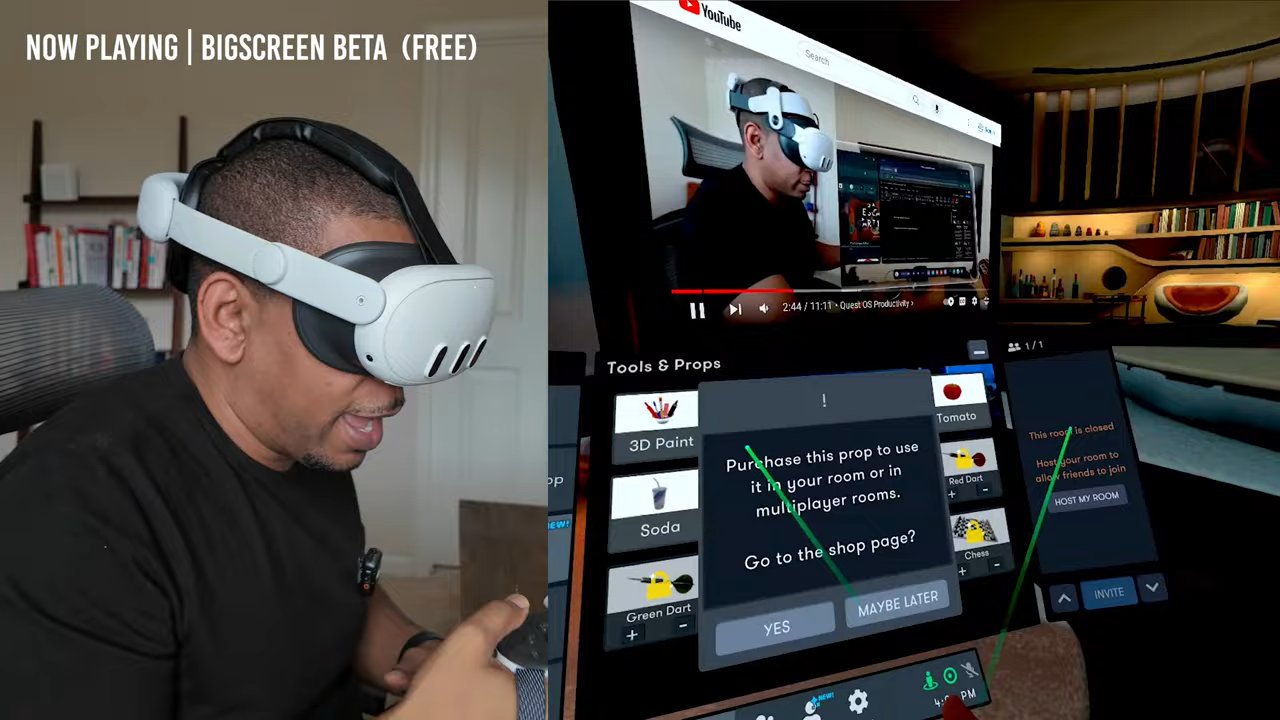 NOW PLAYING | BIGSCREEN BETA (FREE)
YouTube
Search
2:44 / 11:11 • Quest OS Productivity ›
Tools & Props
1/1
3D Paint
Soda
Green Dart
+ -
!
Purchase this prop to use
it in your room or in
multiplayer rooms.
Go to the shop page?
YES
MAYBE LATER
Tomato
Red Dart
+ -
Chess
+ -
This room is closed
Host your room to
allow friends to join
HOST MY ROOM
INVITE
NEW!
NEW!
PM